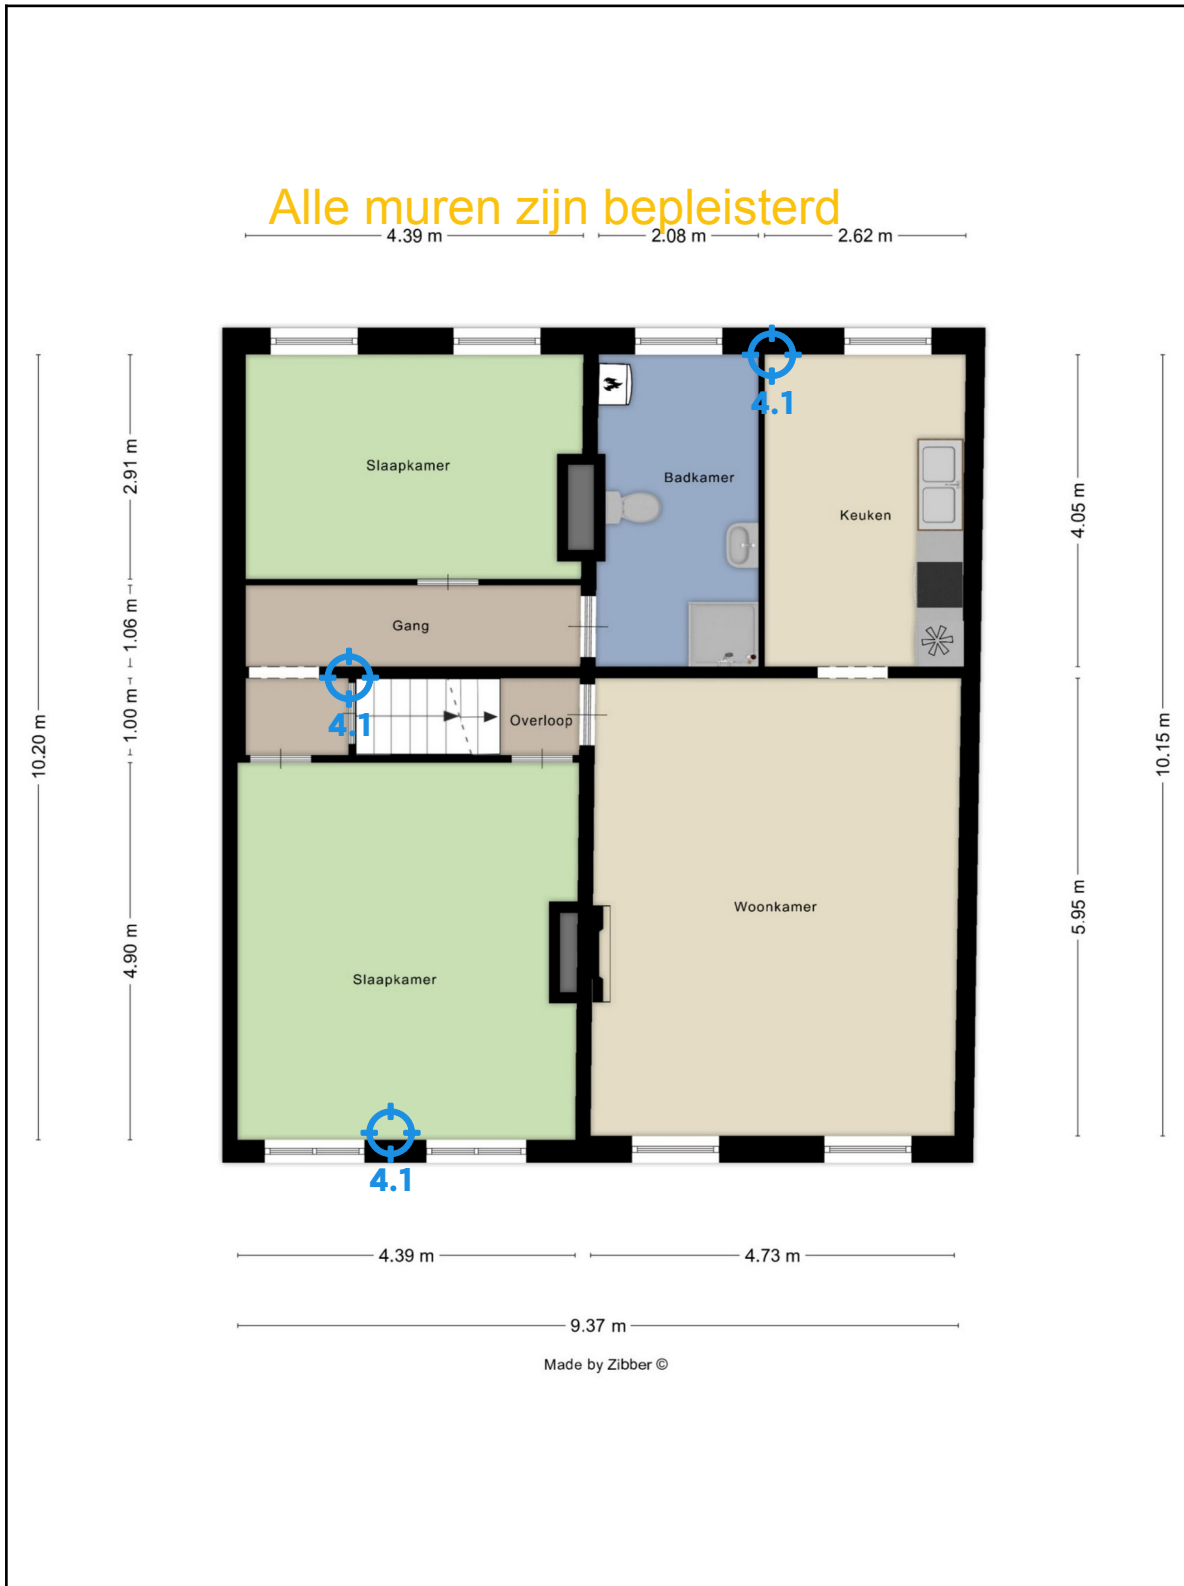 Alle muren zijn bepleisterd
4.39 m
2.08 m
2.62 m
4.1
2.91 m
Slaapkamer
Badkamer
Keuken
4.05 m
1.06 m
Gang
1.00 m
4.1
Overloop
10.20 m
10.15 m
Woonkamer
5.95 m
4.90 m
Slaapkamer
4.1
4.39 m
4.73 m
9.37 m
Made by Zibber ©